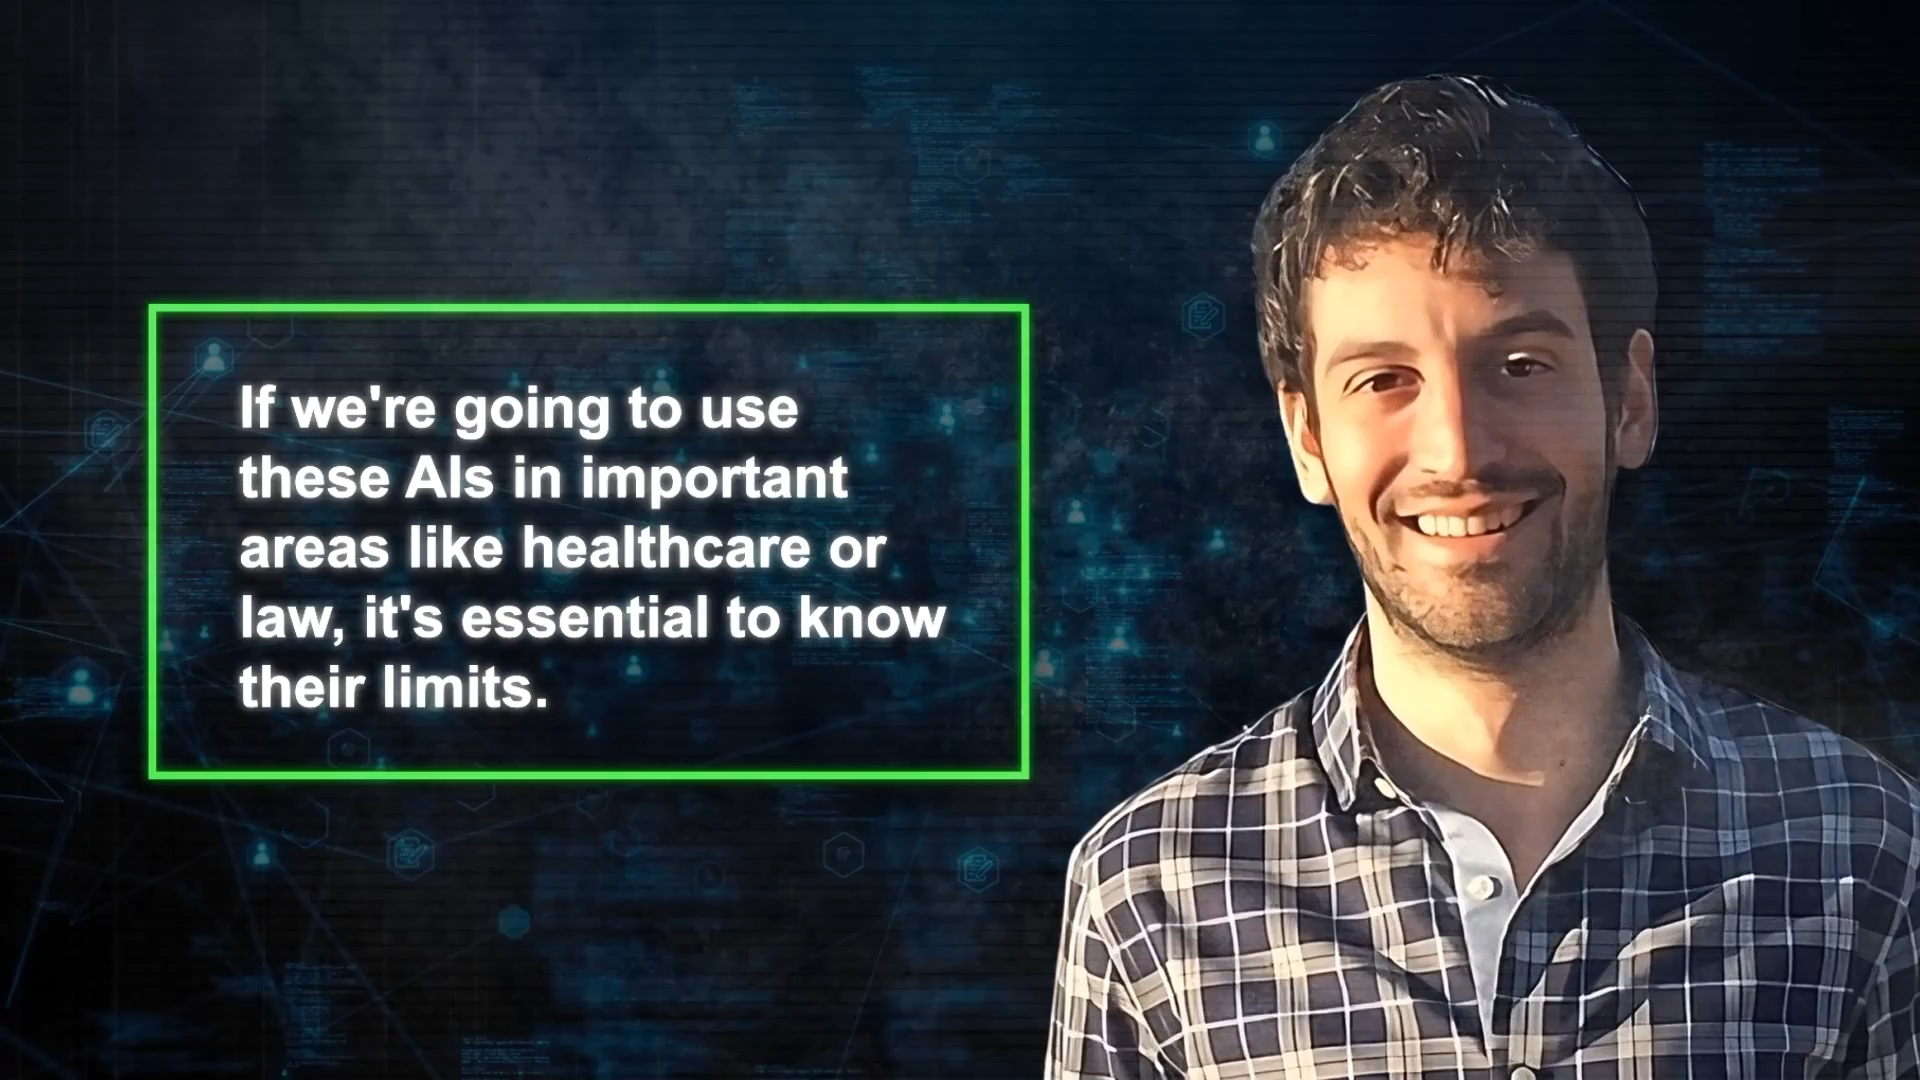 If we're going to use
these AIs in important
areas like healthcare or
law, it's essential to know
their limits.